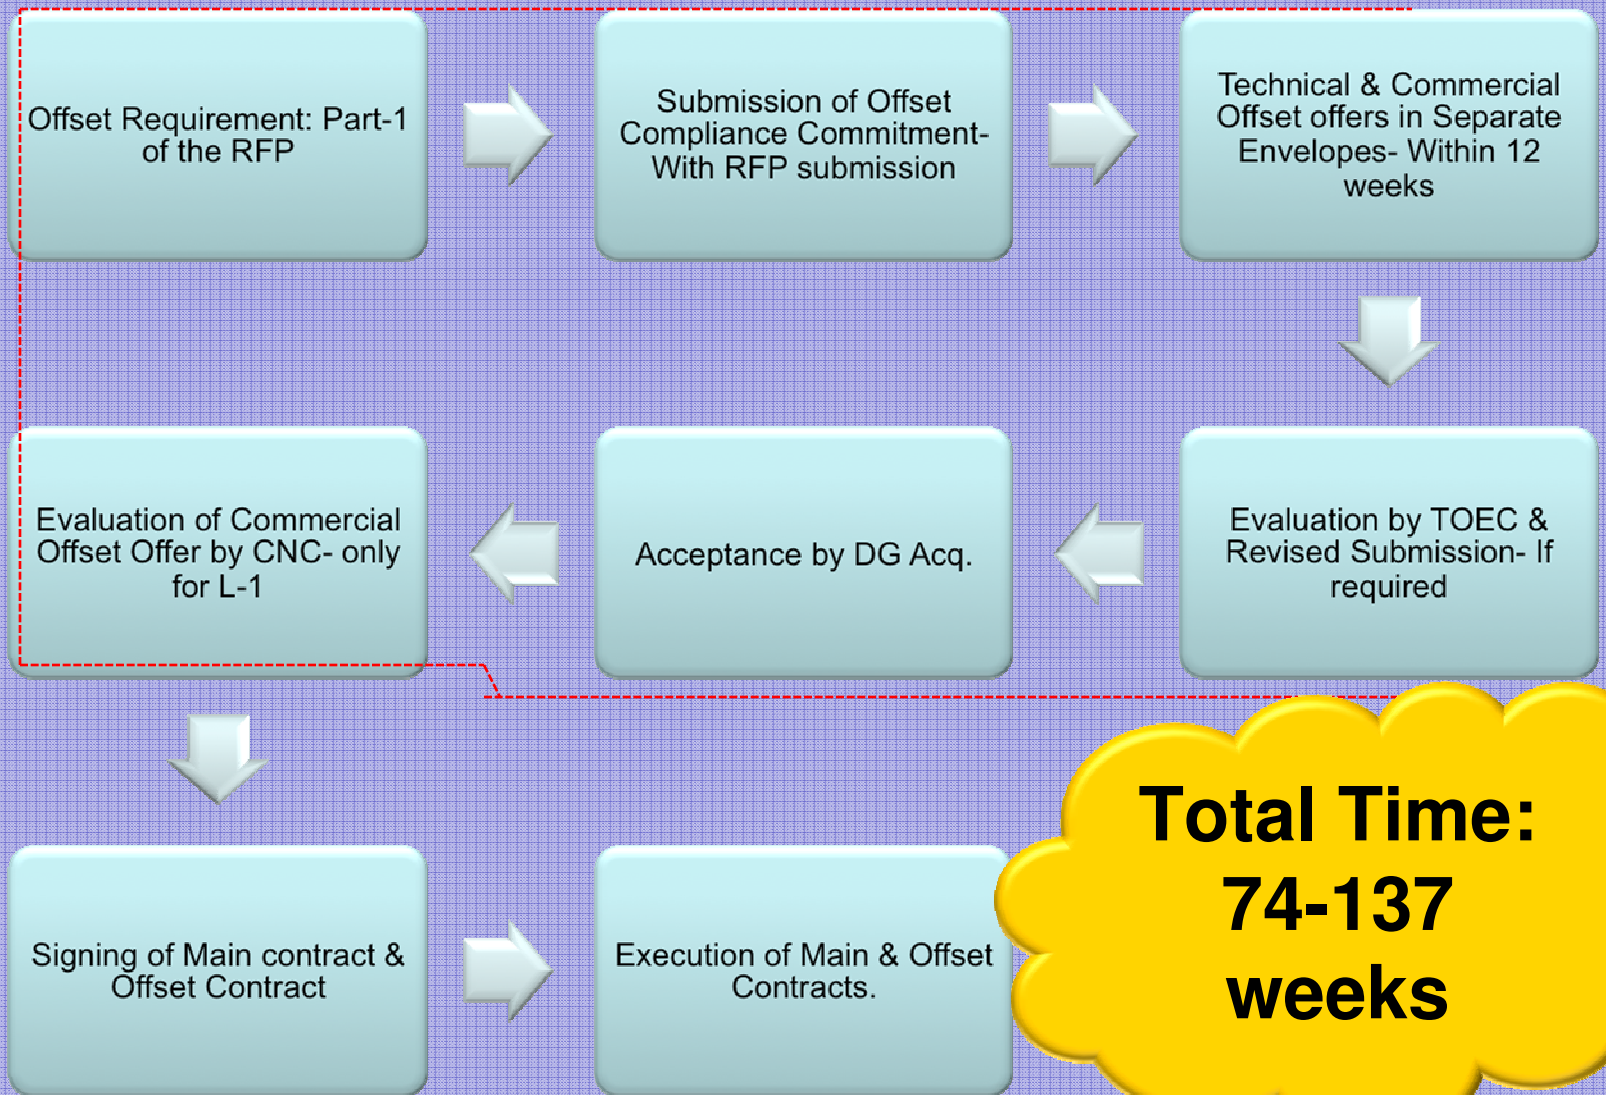 Offset Requirement: Part-1
of the RFP
Submission of Offset
Compliance Commitment-
With RFP submission
Technical & Commercial
Offset offers in Separate
Envelopes- Within 12
weeks
Evaluation by TOEC &
Revised Submission- If
required
Acceptance by DG Acq.
Evaluation of Commercial
Offset Offer by CNC- only
for L-1
Signing of Main contract &
Offset Contract
Execution of Main & Offset
Contracts.
Total Time:
74-137
weeks